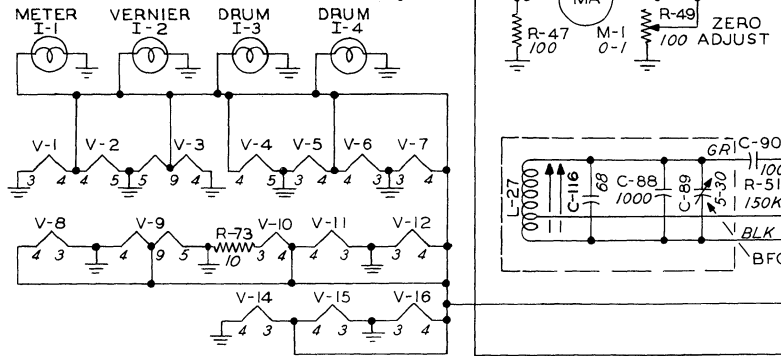 METER VERNIER DRUM DRUM
I-1 I-2 I-3 I-4
MA
R-47
100
M-1
0-1
R-49
100
ZERO
ADJUST
V-1 V-2 V-3 V-4 V-5 V-6 V-7
3 4 4 5 5 9 4 4 5 5 4 4 3 3 4
V-8 V-9 R-73 V-10 V-11 V-12
4 3 4 9 5 10 3 4 4 3 3 4
V-14 V-15 V-16
4 3 4 3 3 4
L-27
C-116
68
C-88
1000
C-89
5-30
GR
C-90
R-51
150K
BLK